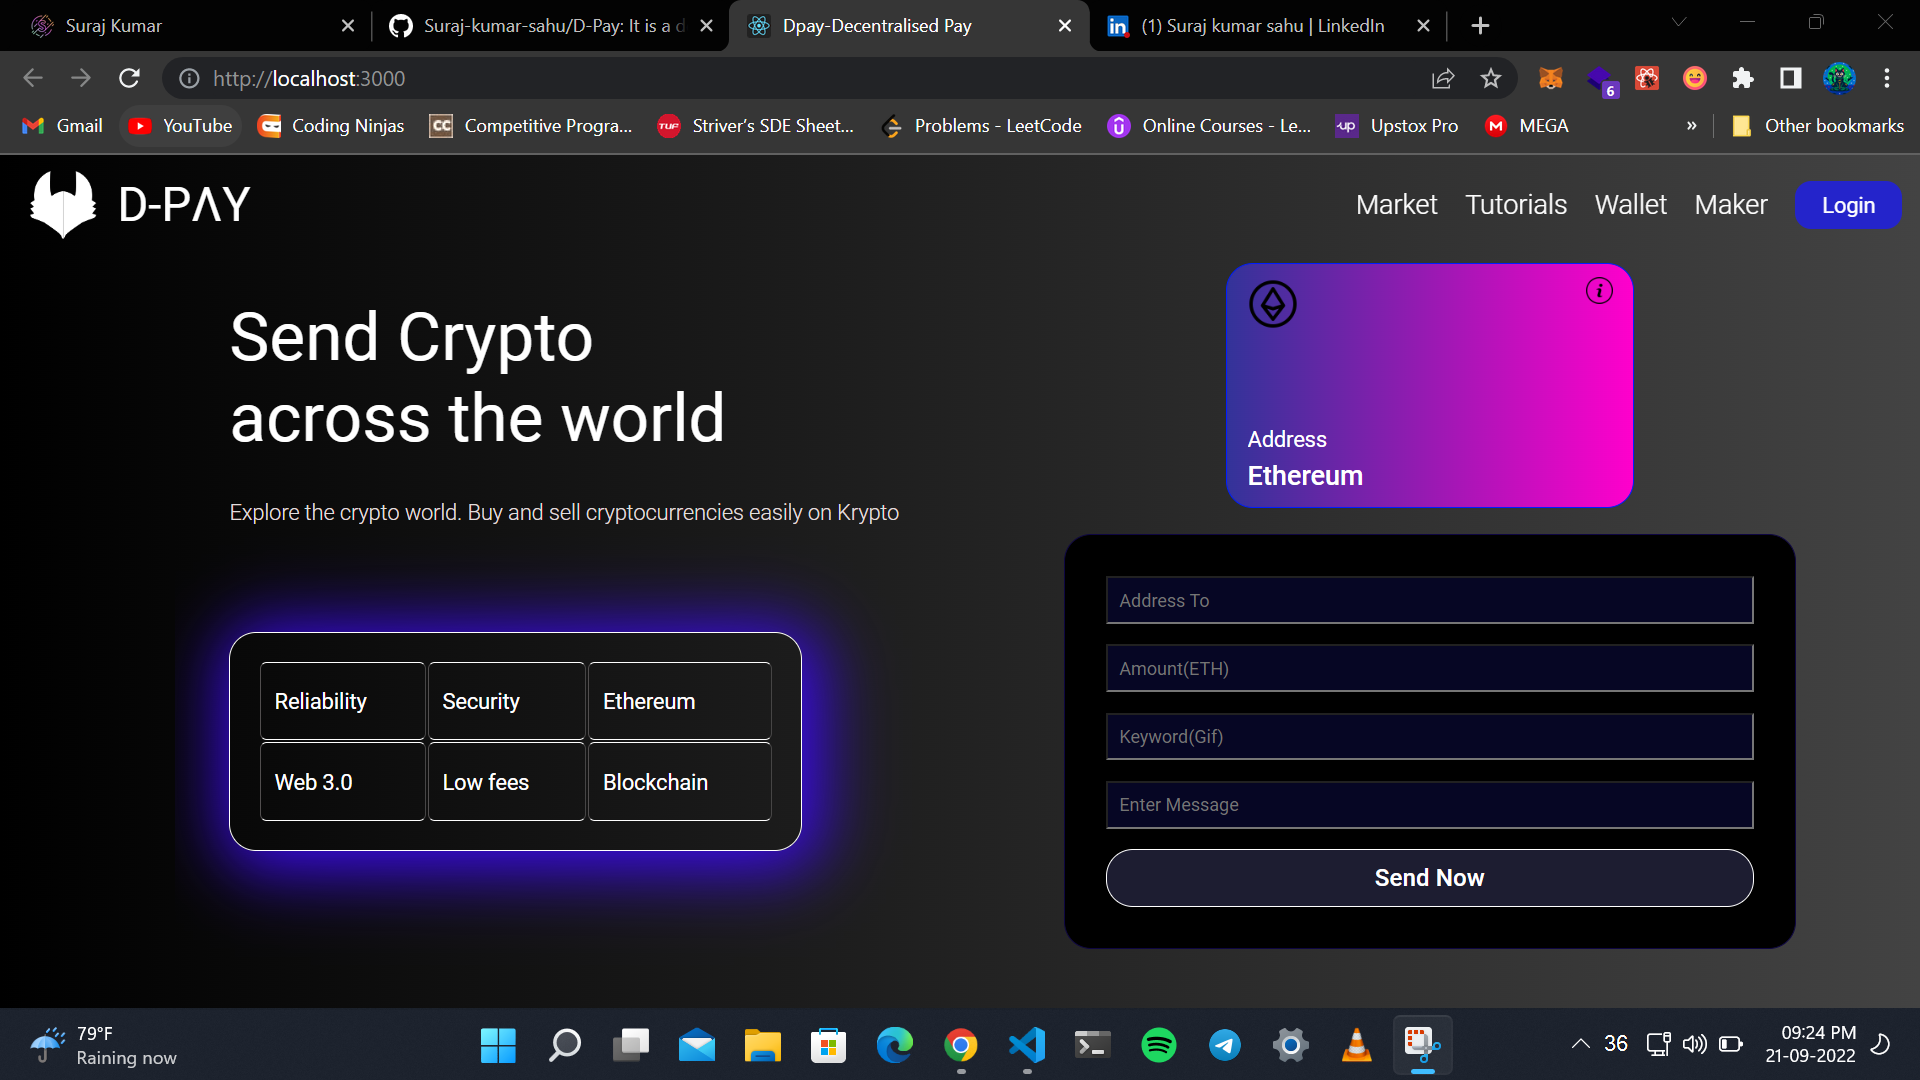 Suraj Kumar
Suraj-kumar-sahu/D-Pay: It is a d
Dpay-Decentralised Pay
(1) Suraj kumar sahu | LinkedIn
http://localhost:3000
6
Gmail
YouTube
Coding Ninjas
CC
Competitive Progra...
TUF
Striver's SDE Sheet...
Problems - LeetCode
Online Courses - Le...
up
Upstox Pro
M
MEGA
»
Other bookmarks
D-PΛY
Market
Tutorials
Wallet
Maker
Login
Send Crypto
across the world
Explore the crypto world. Buy and sell cryptocurrencies easily on Krypto
Reliability
Security
Ethereum
Web 3.0
Low fees
Blockchain
i
Address
Ethereum
Address To
Amount(ETH)
Keyword(Gif)
Enter Message
Send Now
79°F
Raining now
36
09:24 PM
21-09-2022